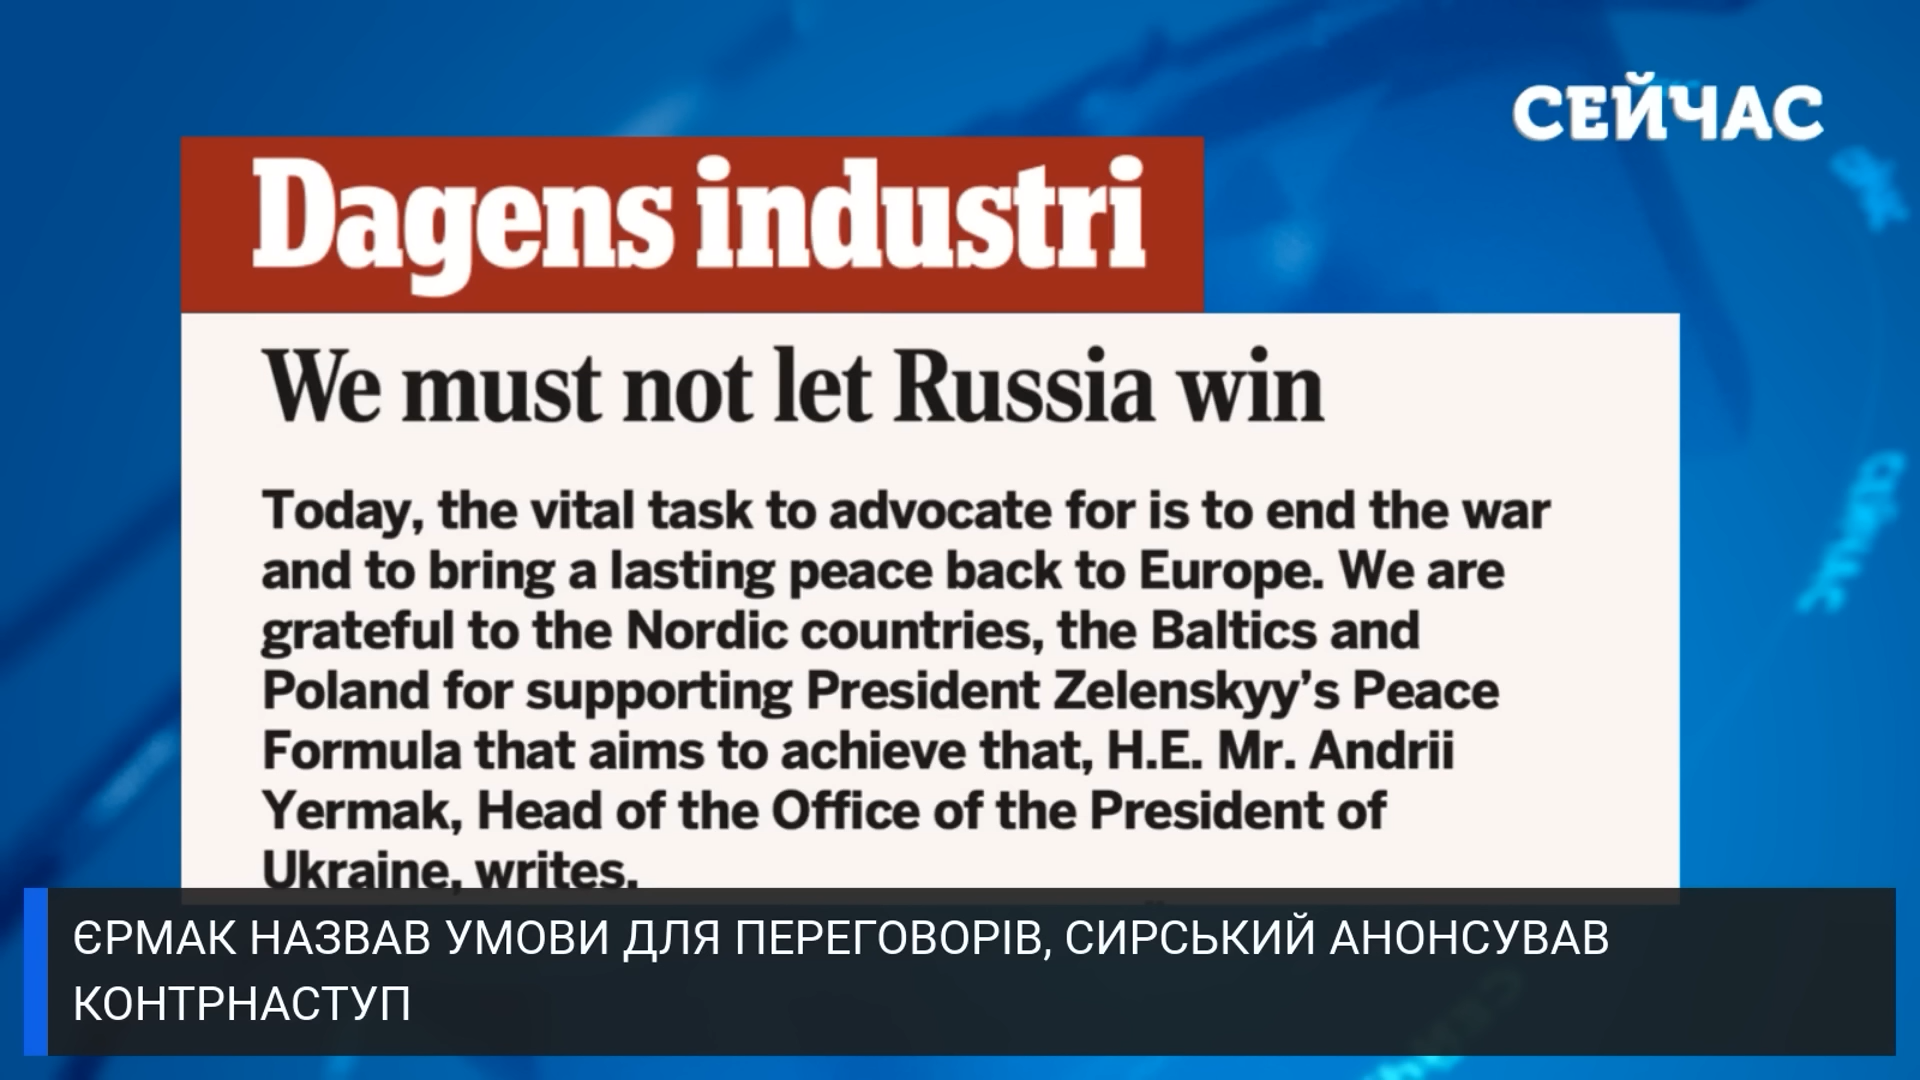 СЕЙЧАС
Dagens industri
We must not let Russia win
Today, the vital task to advocate for is to end the war
and to bring a lasting peace back to Europe. We are
grateful to the Nordic countries, the Baltics and
Poland for supporting President Zelenskyy’s Peace
Formula that aims to achieve that, H.E. Mr. Andrii
Yermak, Head of the Office of the President of
Ukraine, writes.
ЄРМАК НАЗВАВ УМОВИ ДЛЯ ПЕРЕГОВОРІВ, СИРСЬКИЙ АНОНСУВАВ
КОНТРНАСТУП